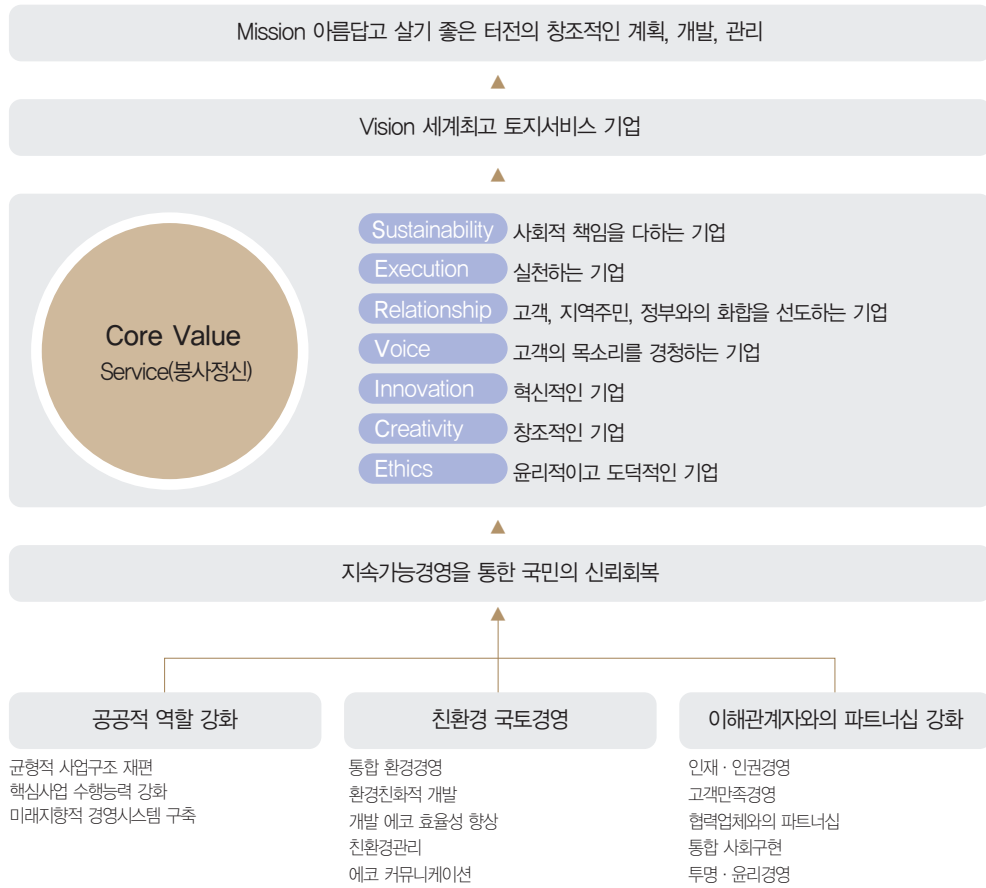 Mission 아름답고 살기 좋은 터전의 창조적인 계획, 개발, 관리
Vision 세계최고 토지서비스 기업
Core Value
Service(봉사정신)
Sustainability 사회적 책임을 다하는 기업
Execution 실천하는 기업
Relationship 고객, 지역주민, 정부와의 화합을 선도하는 기업
Voice 고객의 목소리를 경청하는 기업
Innovation 혁신적인 기업
Creativity 창조적인 기업
Ethics 윤리적이고 도덕적인 기업
지속가능경영을 통한 국민의 신뢰회복
공공적 역할 강화
균형적 사업구조 재편
핵심사업 수행능력 강화
미래지향적 경영시스템 구축
친환경 국토경영
통합 환경경영
환경친화적 개발
개발 에코 효율성 향상
친환경관리
에코 커뮤니케이션
이해관계자와의 파트너십 강화
인재 · 인권경영
고객만족경영
협력업체와의 파트너십
통합 사회구현
투명 · 윤리경영